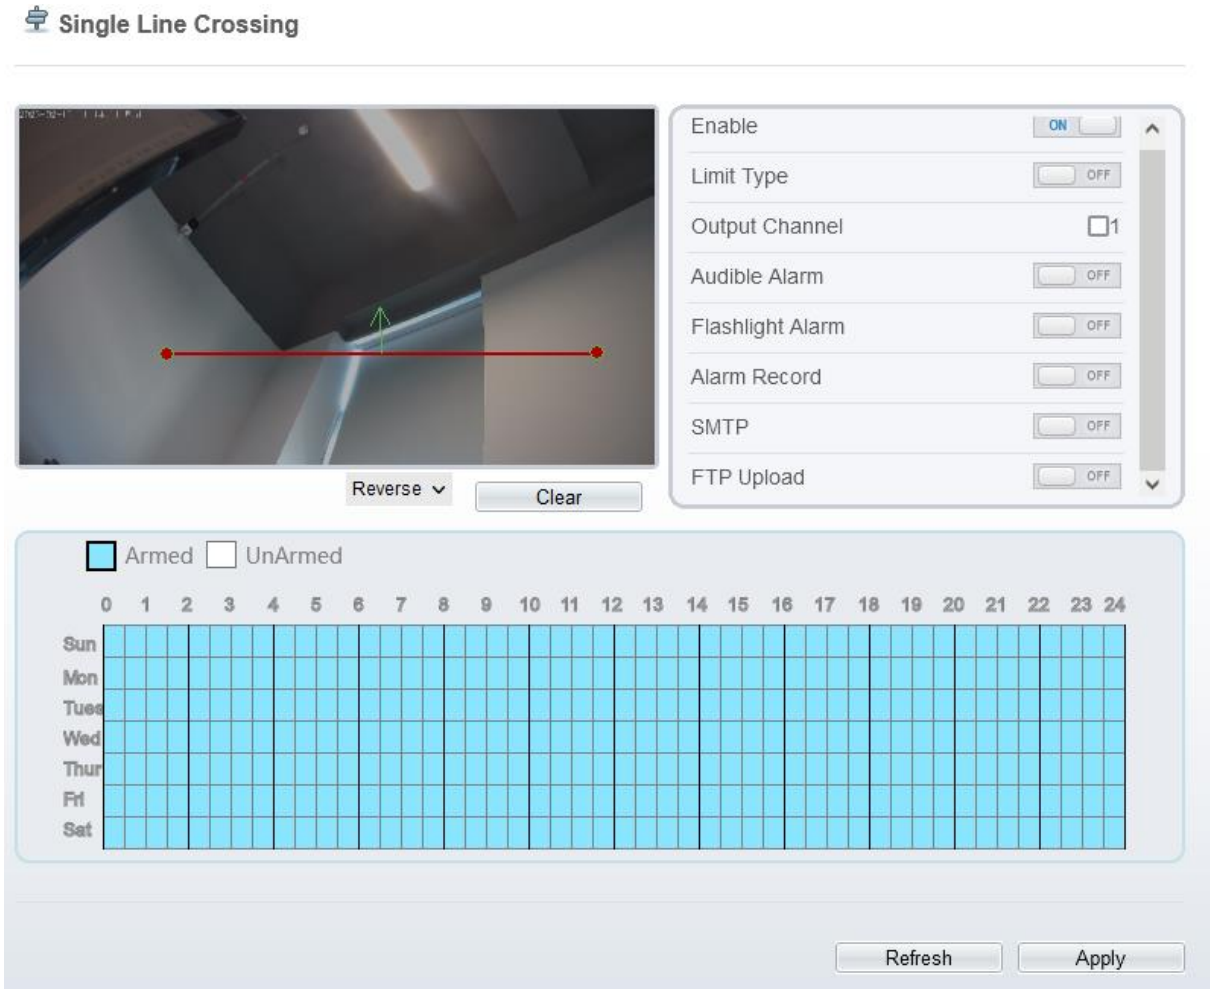 Single Line Crossing
Enable ON
Limit Type OFF
Output Channel 1
Audible Alarm OFF
Flashlight Alarm OFF
Alarm Record OFF
SMTP OFF
FTP Upload OFF
Reverse Clear
Armed UnArmed
0 1 2 3 4 5 6 7 8 9 10 11 12 13 14 15 16 17 18 19 20 21 22 23 24
Sun
Mon
Tues
Wed
Thur
Fri
Sat
Refresh Apply